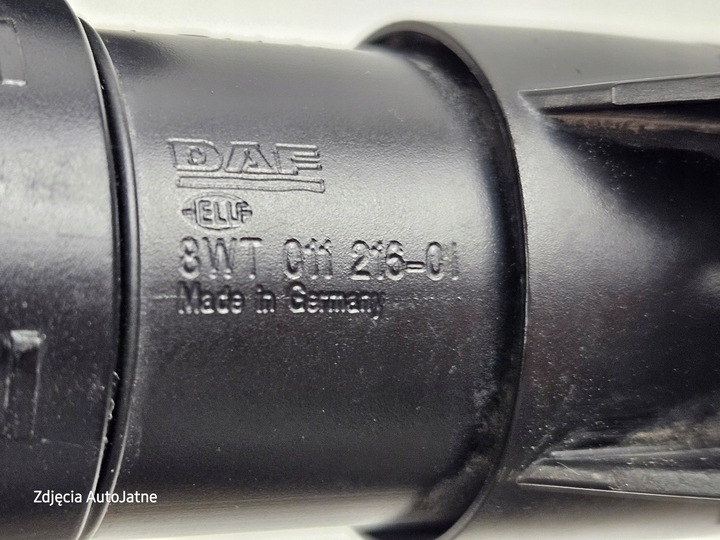 DAF
HELLA
8WT 011 216-01
Made in Germany
Zdjęcia AutoJatne